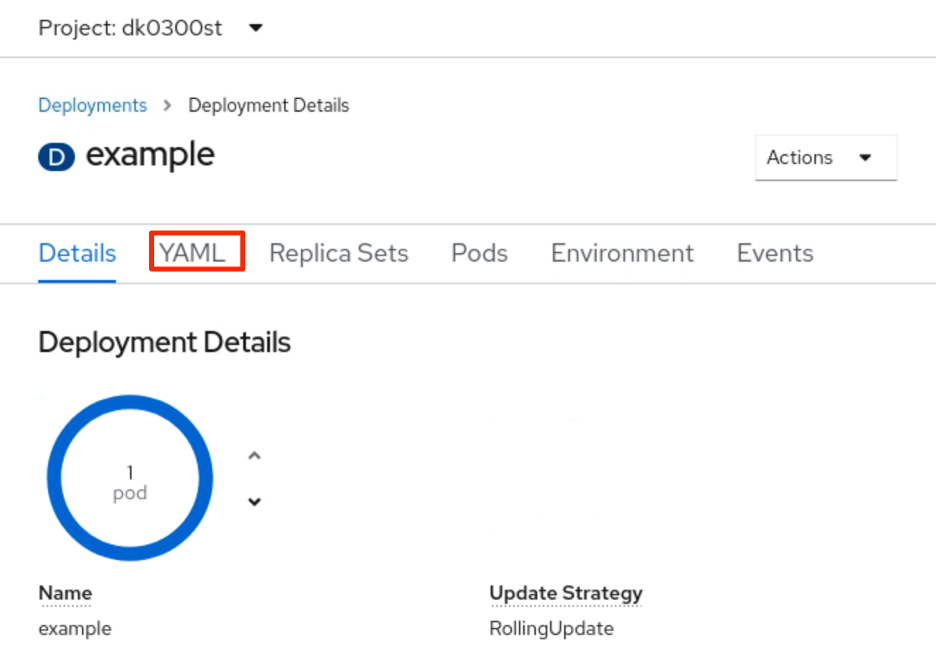 Project: dk0300st
Deployments > Deployment Details
D example
Actions
Details YAML Replica Sets Pods Environment Events
Deployment Details
1
pod
Name Update Strategy
example RollingUpdate